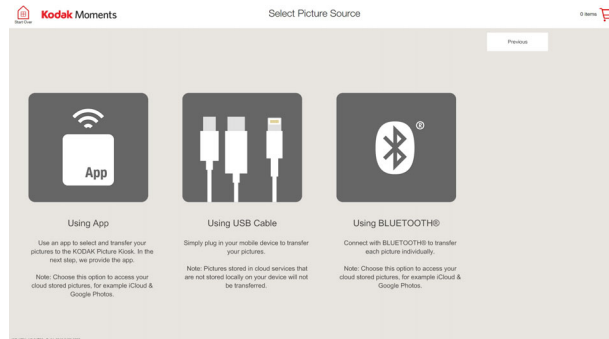 Start Over
Kodak Moments
Select Picture Source
0 items
Previous
App
®
Using App
Use an app to select and transfer your
pictures to the KODAK Picture Kiosk. In the
next step, we provide the app.
Note: Choose this option to access your
cloud stored pictures, for example iCloud &
Google Photos.
Using USB Cable
Simply plug in your mobile device to transfer
your pictures.
Note: Pictures stored in cloud services that
are not stored locally on your device will not
be transferred.
Using BLUETOOTH®
Connect with BLUETOOTH® to transfer
each picture individually.
Note: Choose this option to access your
cloud stored pictures, for example iCloud &
Google Photos.